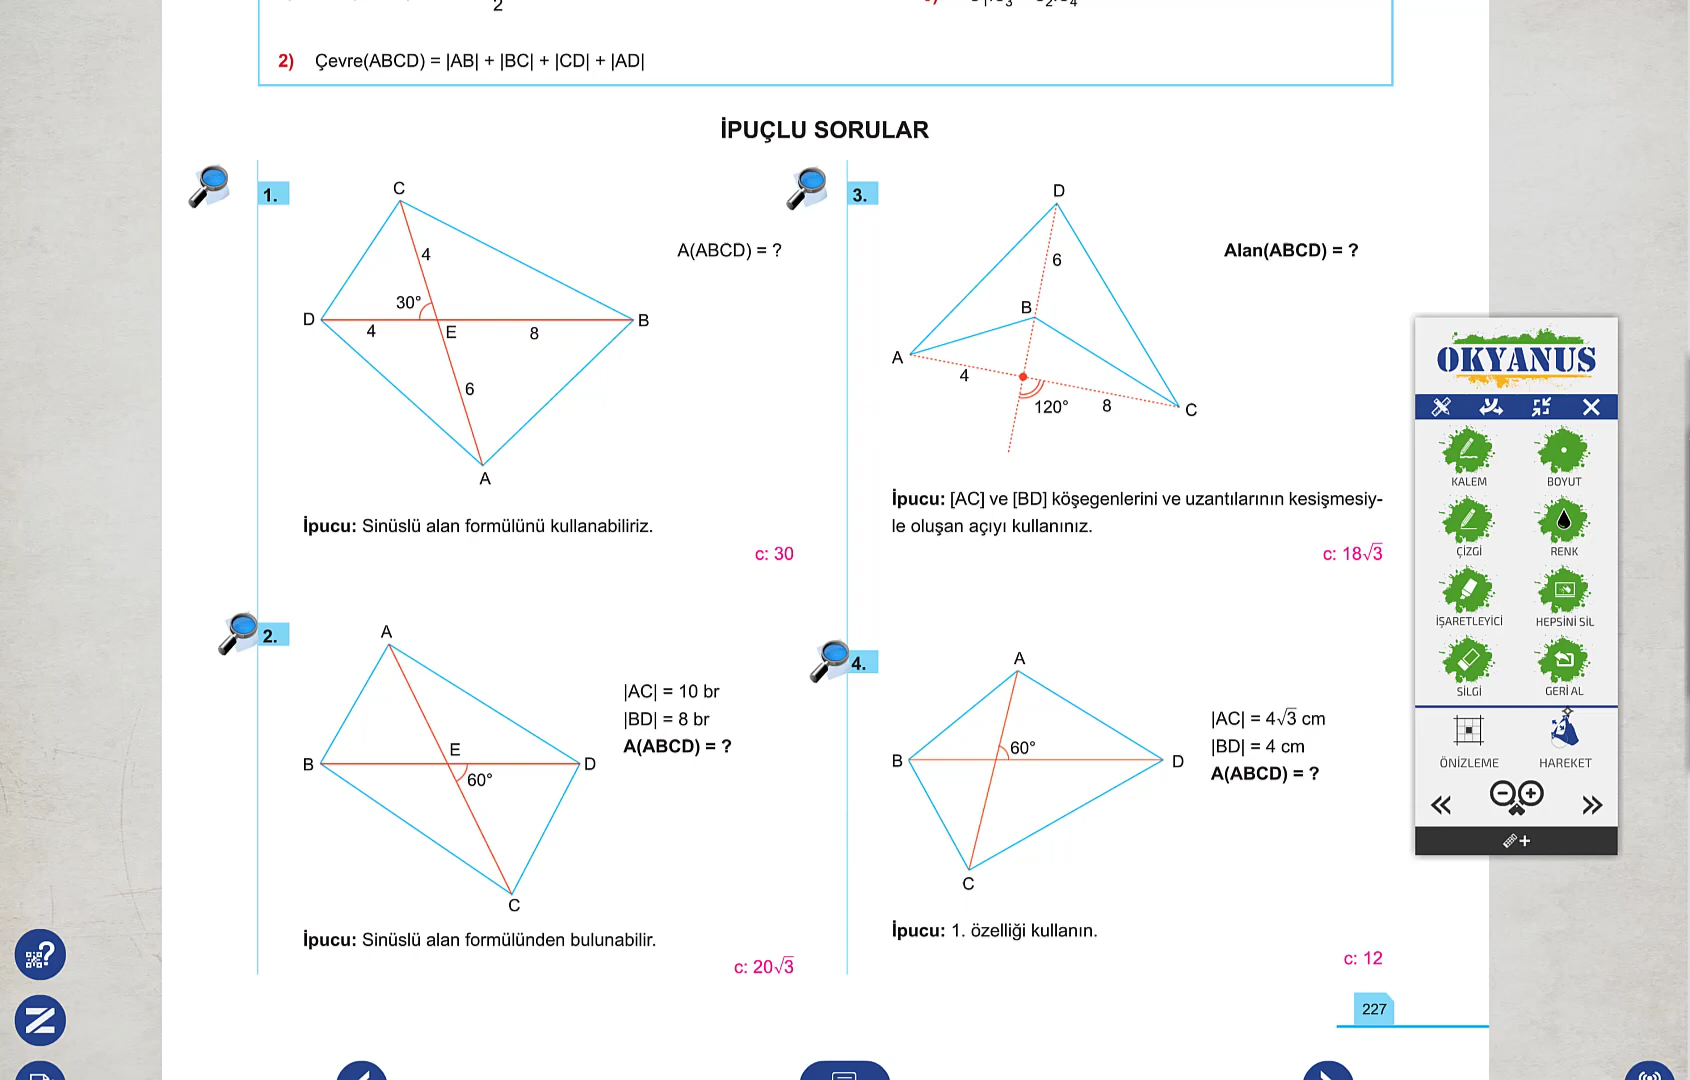 2
2) Çevre(ABCD) = |AB| + |BC| + |CD| + |AD|
İPUÇLU SORULAR
1.
C
4
30°
D
4
E
8
B
6
A
A(ABCD) = ?
İpucu: Sinüslü alan formülünü kullanabiliriz.
c: 30
2.
A
B
E
D
60°
C
|AC| = 10 br
|BD| = 8 br
A(ABCD) = ?
İpucu: Sinüslü alan formülünden bulunabilir.
c: 20√3
3.
D
6
B
A
4
120°
8
C
Alan(ABCD) = ?
İpucu: [AC] ve [BD] köşegenlerini ve uzantılarının kesişmesiy-
le oluşan açıyı kullanınız.
c: 18√3
4.
A
60°
B
D
C
|AC| = 4√3 cm
|BD| = 4 cm
A(ABCD) = ?
İpucu: 1. özelliği kullanın.
c: 12
227
OKYANUS
KALEM
BOYUT
ÇİZGİ
RENK
İŞARETLEYİCİ
HEPSİNİ SİL
SİLGİ
GERİ AL
ÖNİZLEME
HAREKET